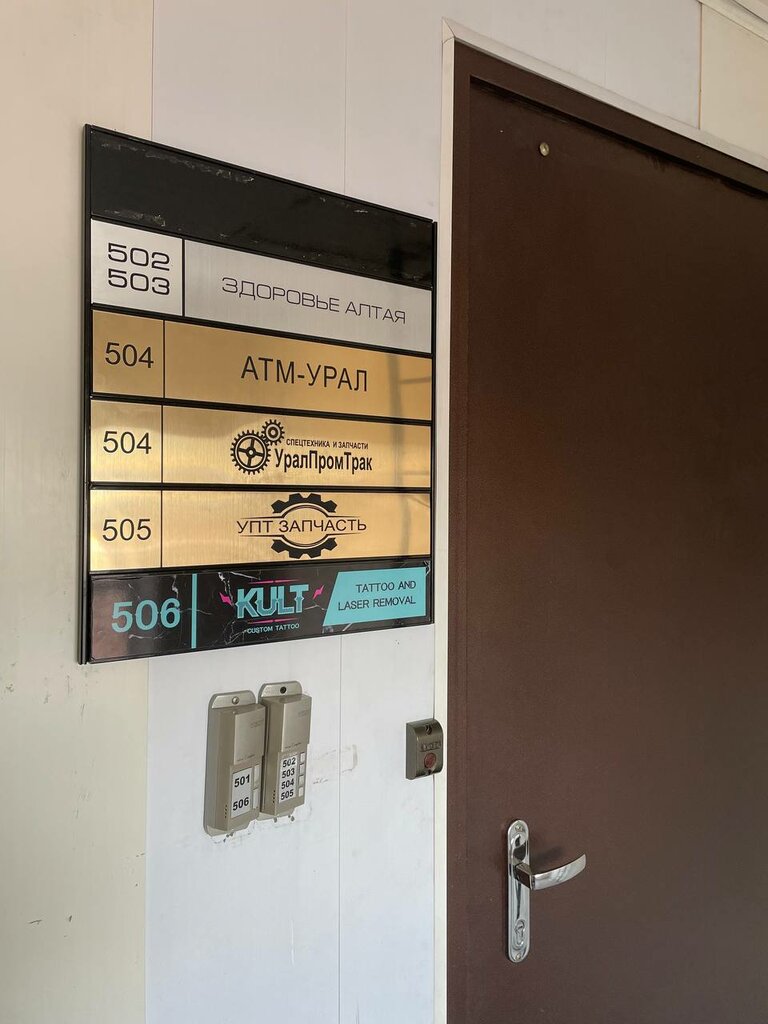 502
503
ЗДОРОВЬЕ АЛТАЯ
504
АТМ-УРАЛ
504
СПЕЦТЕХНИКА И ЗАПЧАСТИ
УралПромТрак
505
УПТ ЗАПЧАСТЬ
506
KULT
CUSTOM TATTOO
TATTOO AND
LASER REMOVAL
501
506
502
503
504
505